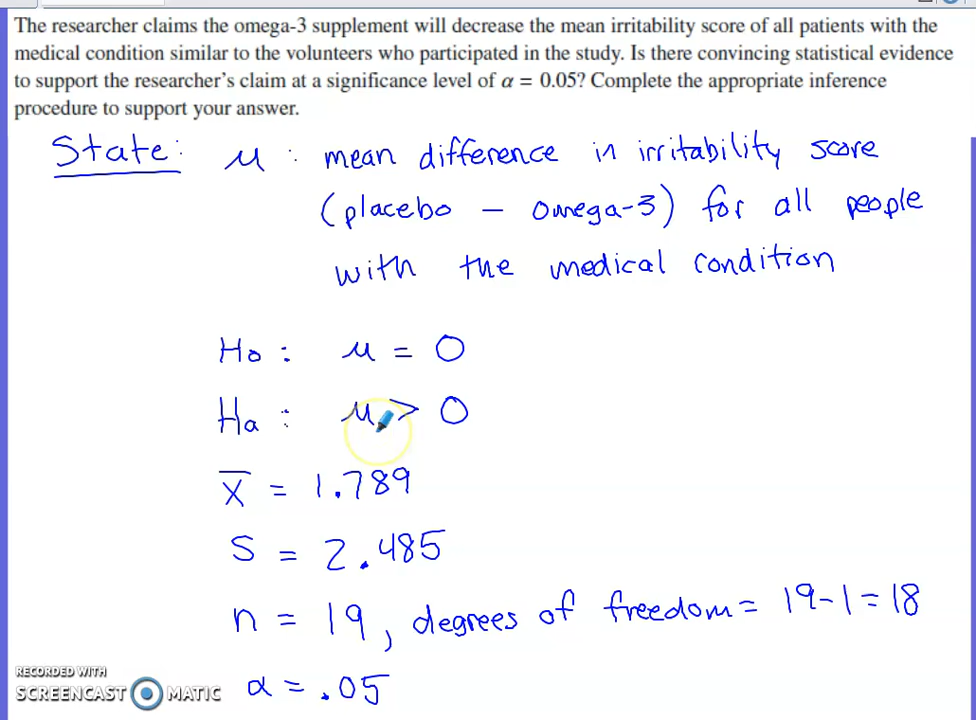 The researcher claims the omega-3 supplement will decrease the mean irritability score of all patients with the
medical condition similar to the volunteers who participated in the study. Is there convincing statistical evidence
to support the researcher's claim at a significance level of α = 0.05? Complete the appropriate inference
procedure to support your answer.
State: μ : mean difference in irritability score
(placebo – omega-3) for all people
with the medical condition
Ho : μ = 0
Ha : μ > 0
x̅ = 1.789
S = 2.485
n = 19, degrees of freedom = 19-1=18
α = .05
RECORDED WITH
SCREENCAST MATIC